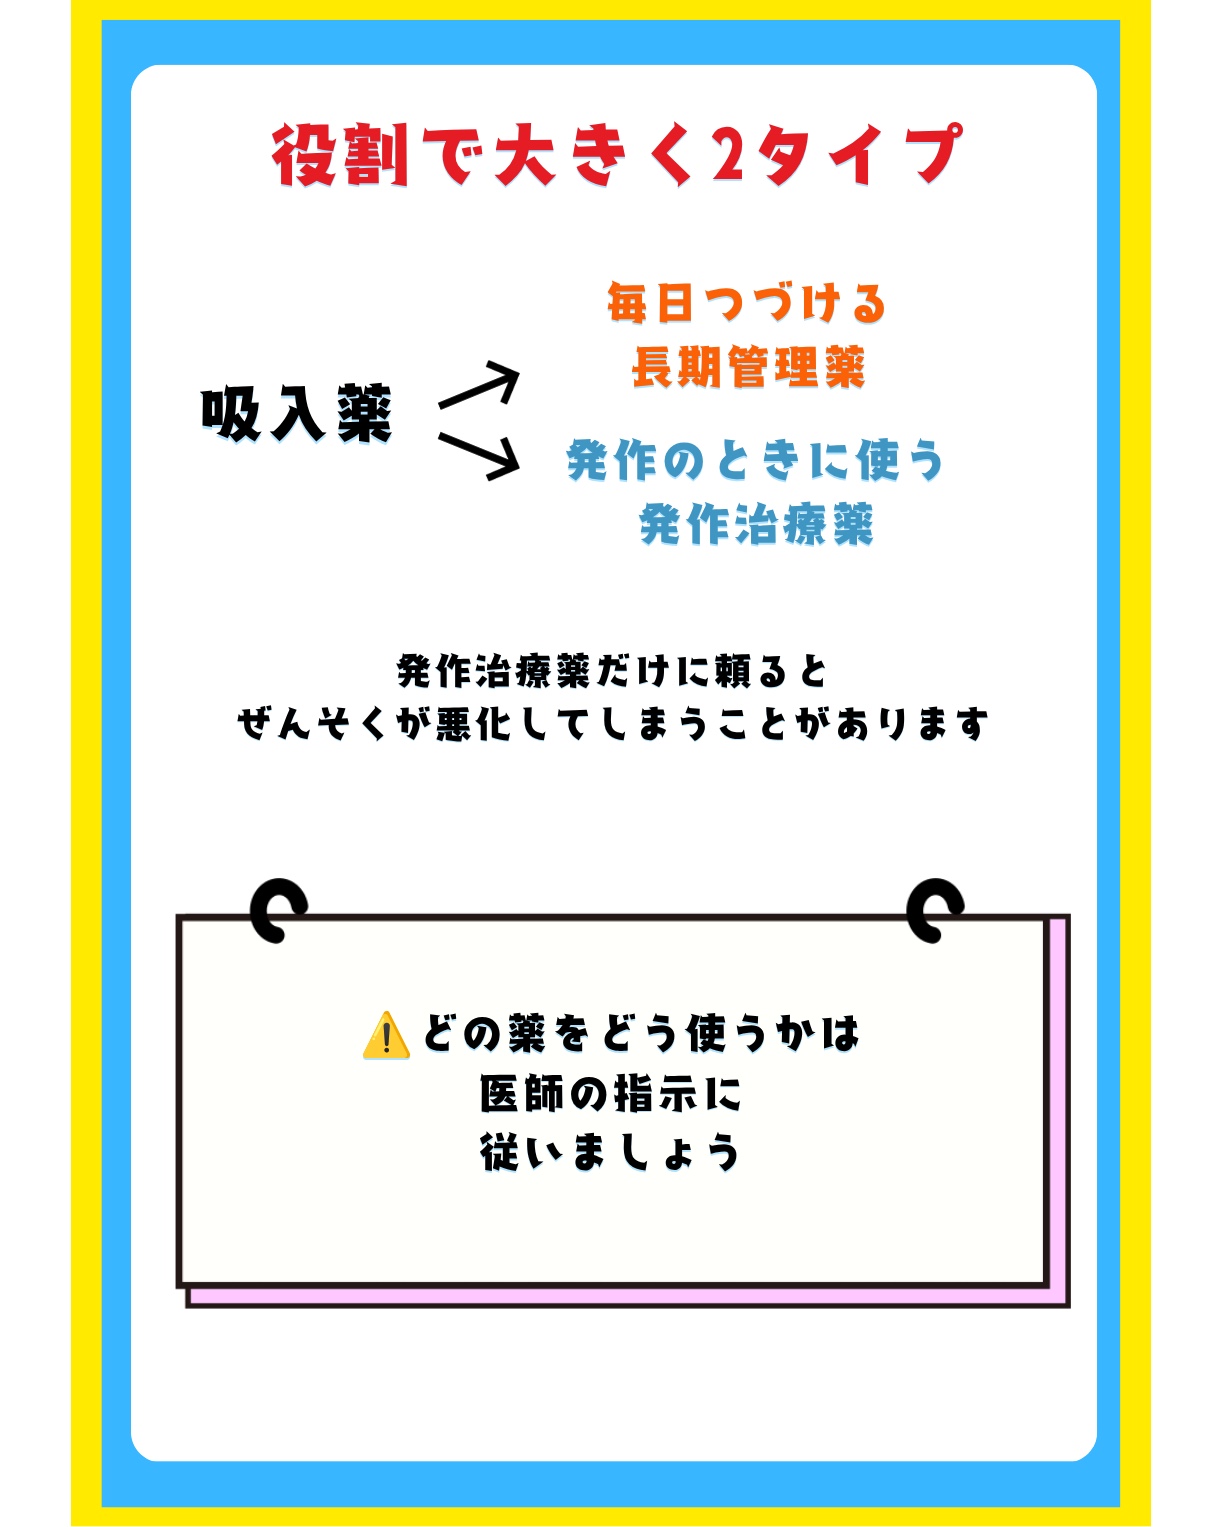 役割で大きく2タイプ
吸入薬
毎日つづける
長期管理薬
発作のときに使う
発作治療薬
発作治療薬だけに頼ると
ぜんそくが悪化してしまうことがあります
⚠️どの薬をどう使うかは
医師の指示に
従いましょう